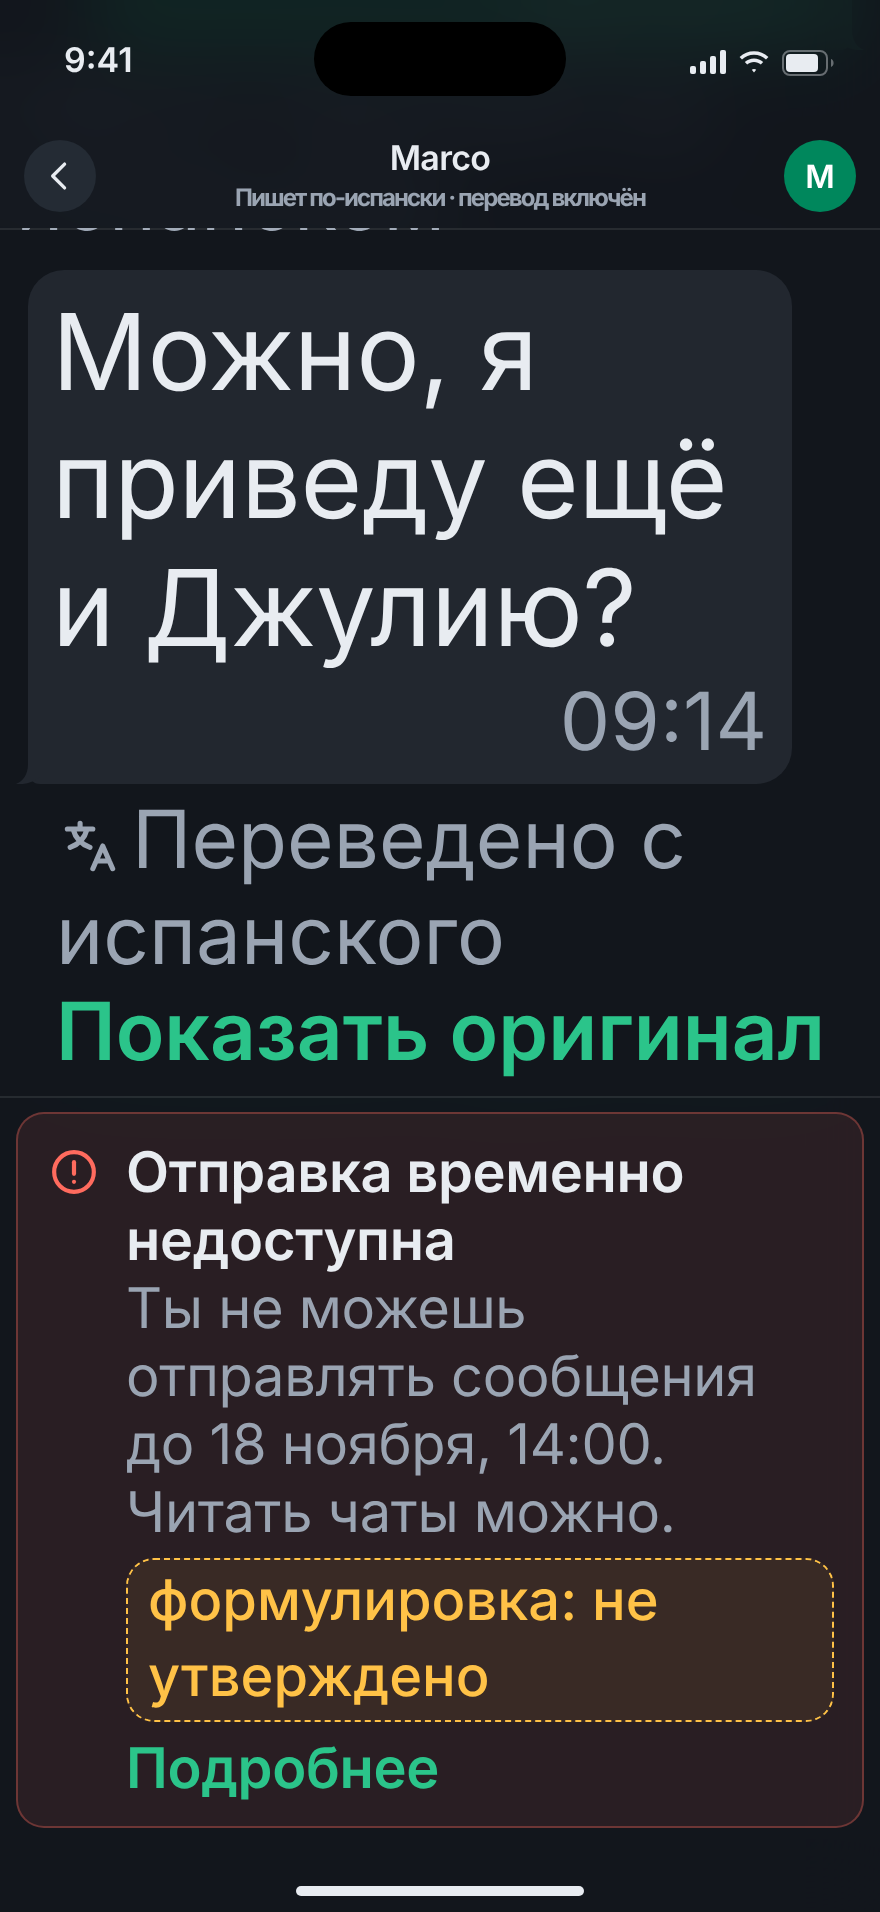 9:41
Marco
Пишет по-испански · перевод включён
M
Можно, я
приведу ещё
и Джулию?
09:14
Переведено с
испанского
Показать оригинал
Отправка временно
недоступна
Ты не можешь
отправлять сообщения
до 18 ноября, 14:00.
Читать чаты можно.
формулировка: не
утверждено
Подробнее